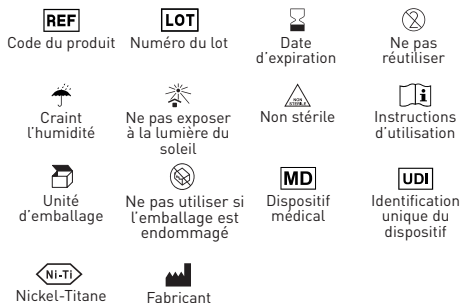 REF
LOT
Code du produit
Numéro du lot
Date
d'expiration
Ne pas
réutiliser
2
NON
STERILE
i
Craint
l'humidité
Ne pas exposer
à la lumière du
soleil
Non stérile
Instructions
d'utilisation
MD
UDI
Unité
d'emballage
Ne pas utiliser si
l'emballage est
endommagé
Dispositif
médical
Identification
unique du
dispositif
Ni-Ti
Nickel-Titane
Fabricant